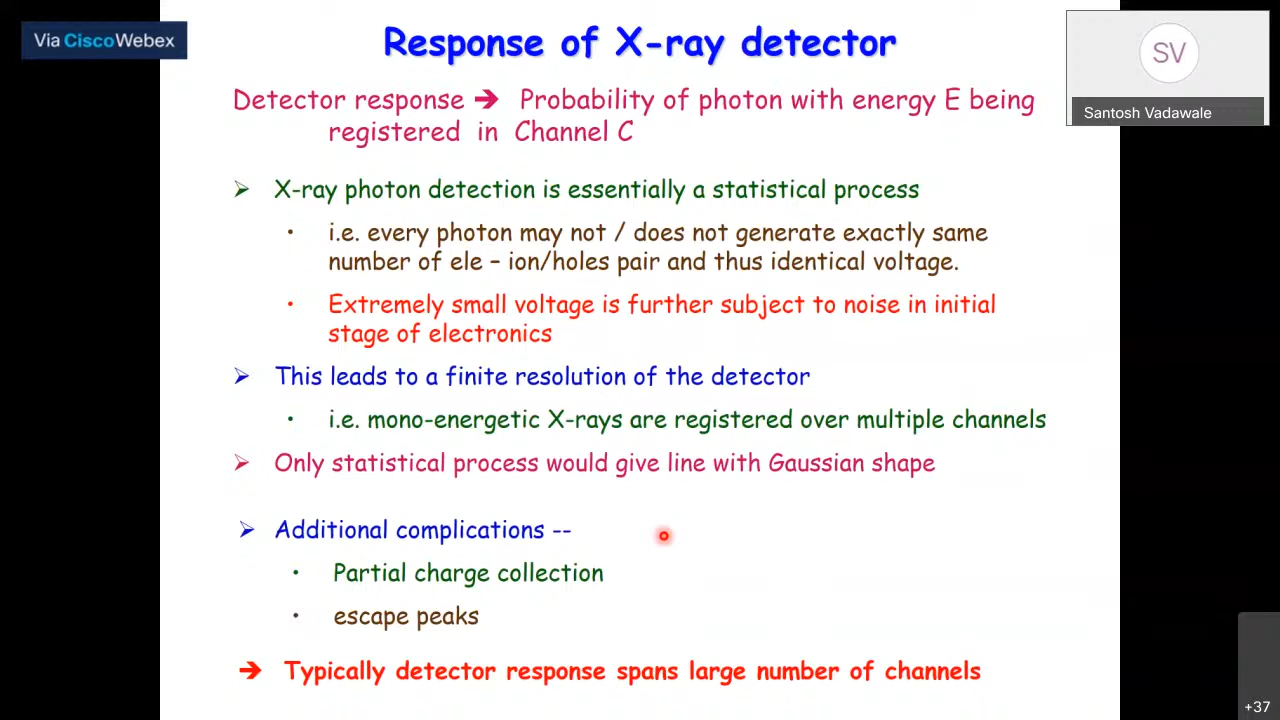 Via CiscoWebex
Response of X-ray detector
SV
Santosh Vadawale
Detector response ➔ Probability of photon with energy E being
registered in Channel C
➢ X-ray photon detection is essentially a statistical process
• i.e. every photon may not / does not generate exactly same
number of ele – ion/holes pair and thus identical voltage.
• Extremely small voltage is further subject to noise in initial
stage of electronics
➢ This leads to a finite resolution of the detector
• i.e. mono-energetic X-rays are registered over multiple channels
➢ Only statistical process would give line with Gaussian shape
➢ Additional complications --
• Partial charge collection
• escape peaks
➔ Typically detector response spans large number of channels
+37